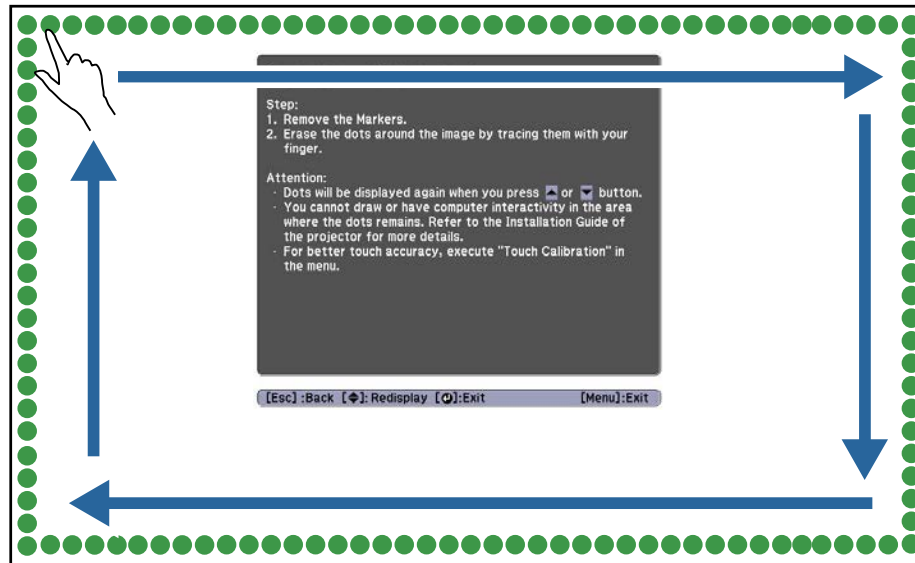 Step:
1. Remove the Markers.
2. Erase the dots around the image by tracing them with your
finger.
Attention:
· Dots will be displayed again when you press or button.
· You cannot draw or have computer interactivity in the area
where the dots remains. Refer to the Installation Guide of
the projector for more details.
· For better touch accuracy, execute "Touch Calibration" in
the menu.
[Esc] :Back [◆]: Redisplay [↵]:Exit [Menu]:Exit